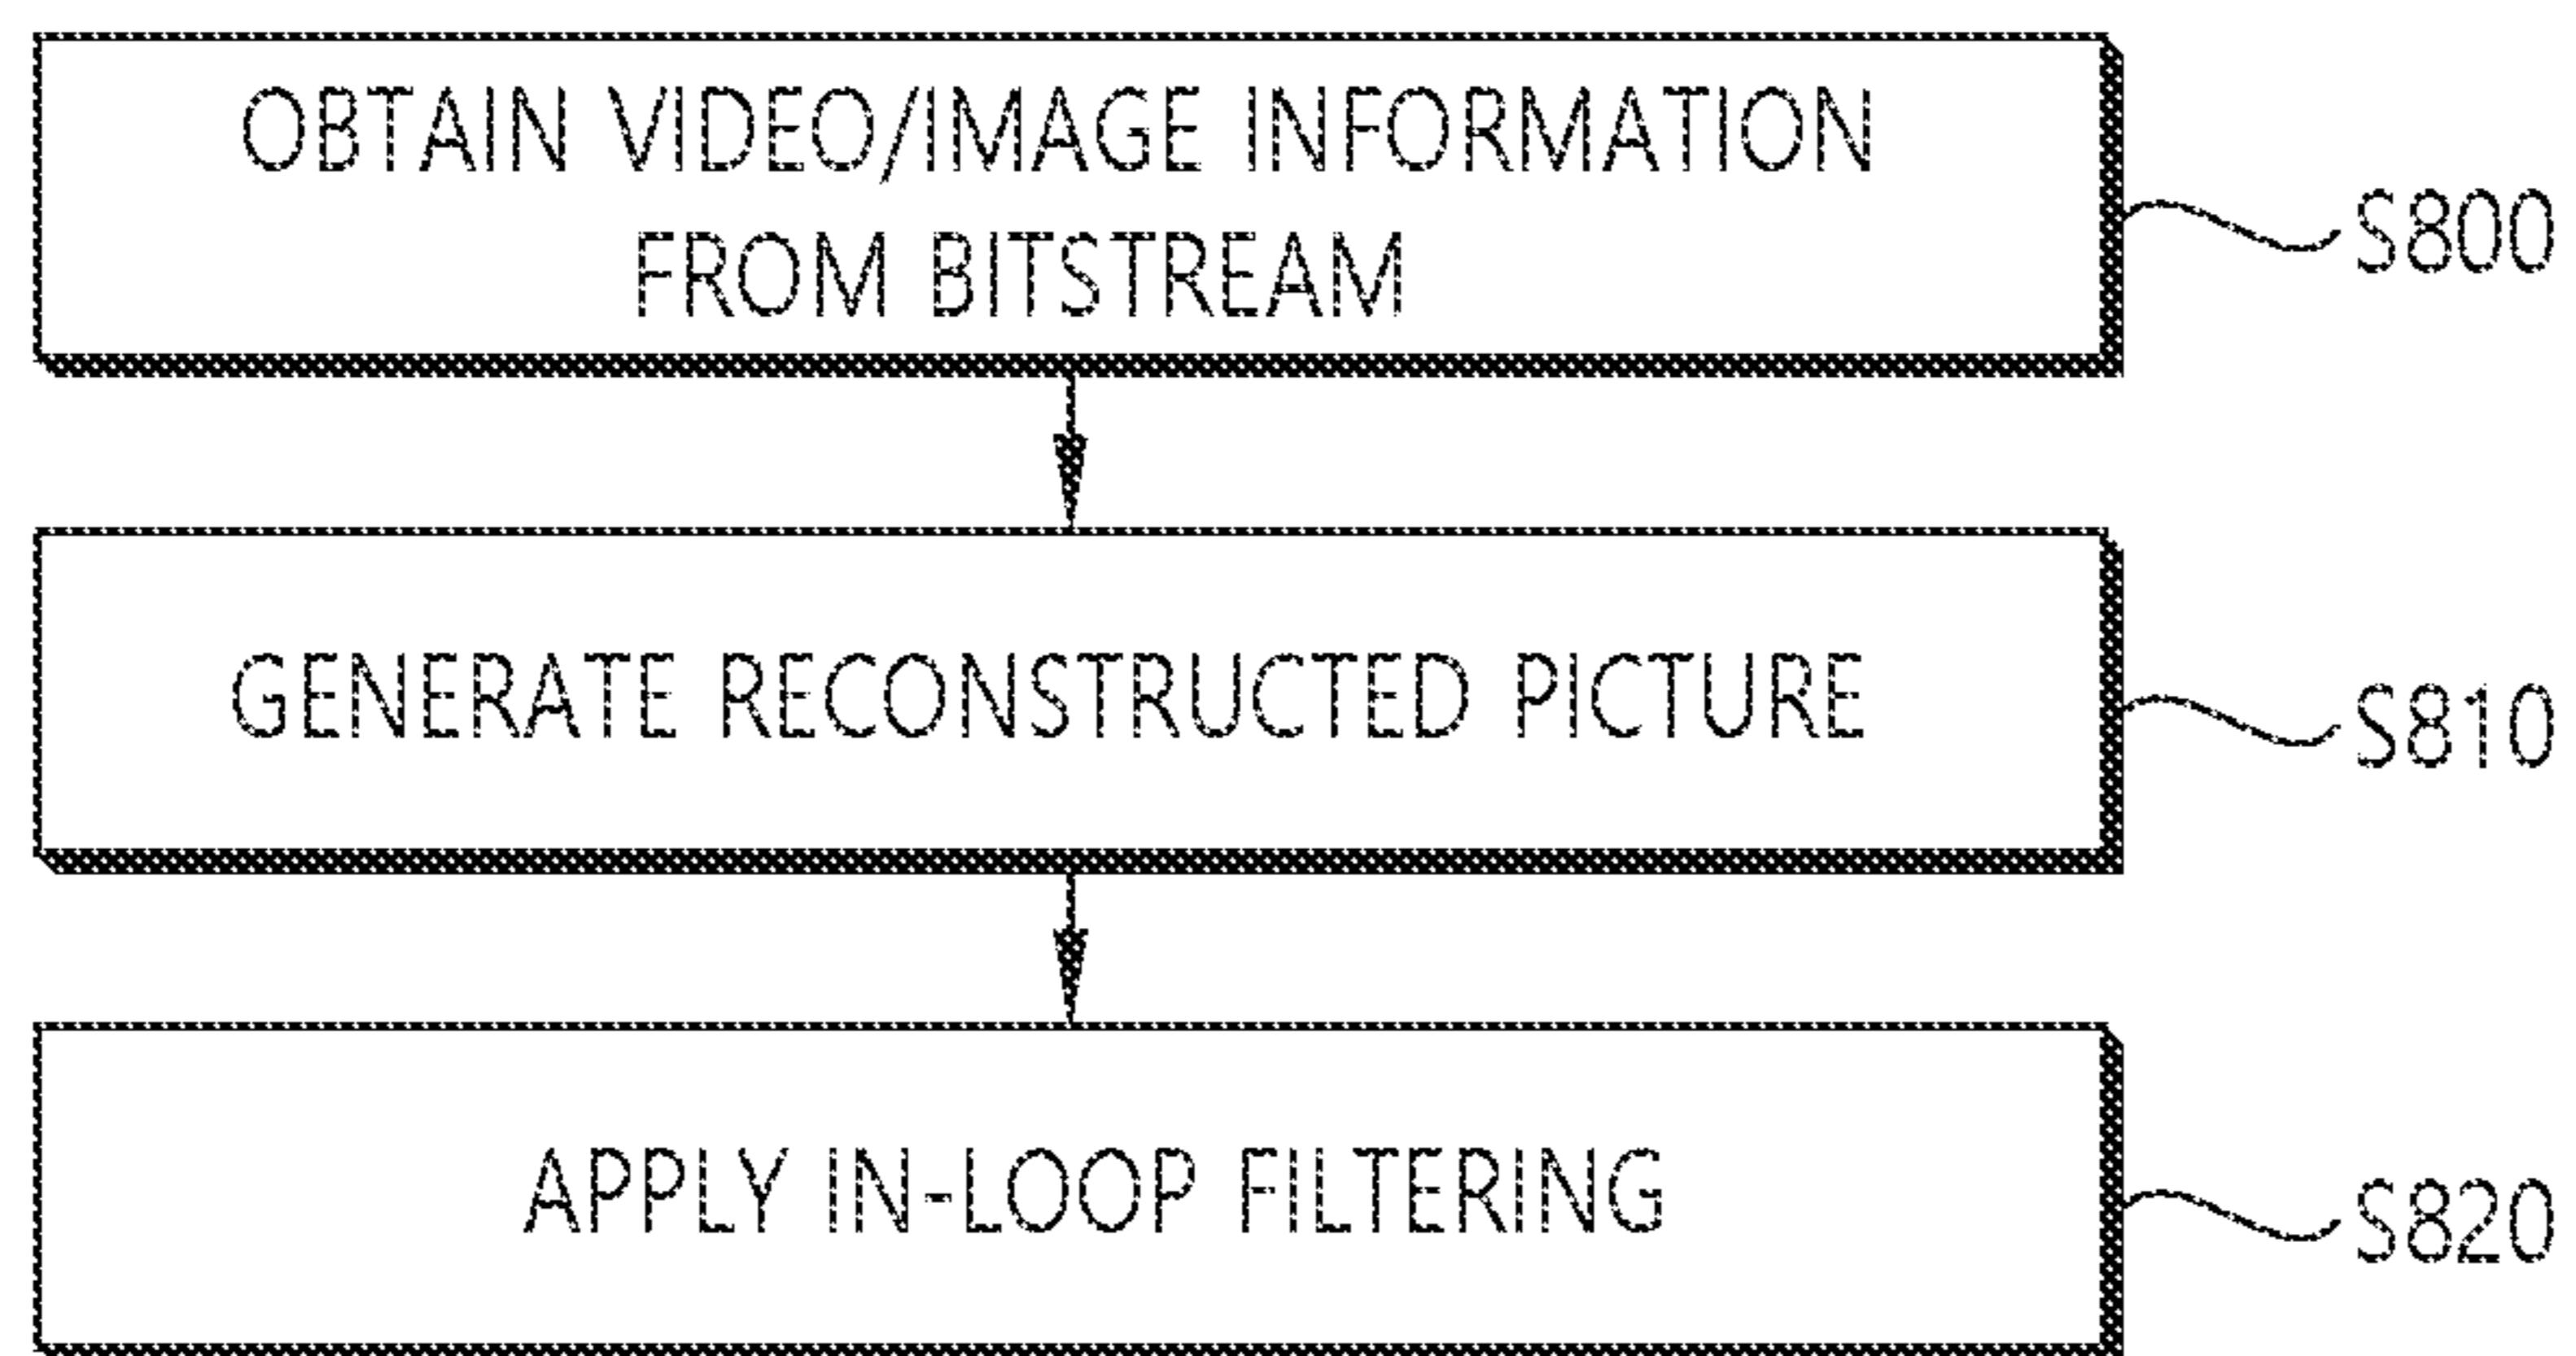 OBTAIN VIDEO/IMAGE INFORMATION
FROM BITSTREAM
S800
GENERATE RECONSTRUCTED PICTURE
S810
APPLY IN-LOOP FILTERING
S820